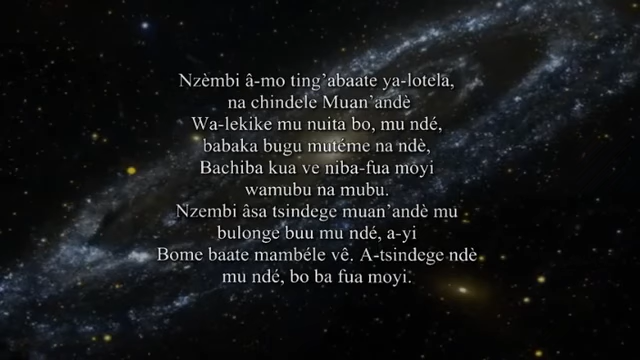 Nzèmbi â-mo ting'abaate ya-lotela,
na chindele Muan'andè
Wa-lekike mu nuita bo, mu ndé,
babaka bugu mutéme na ndè,
Bachiba kua ve niba-fua moyi
wamubu na mubu.
Nzembi âsa tsindege muan'andè mu
bulonge buu mu ndé, a-yi
Bome baate mambéle vê. A-tsindege ndè
mu ndé, bo ba fua moyi.